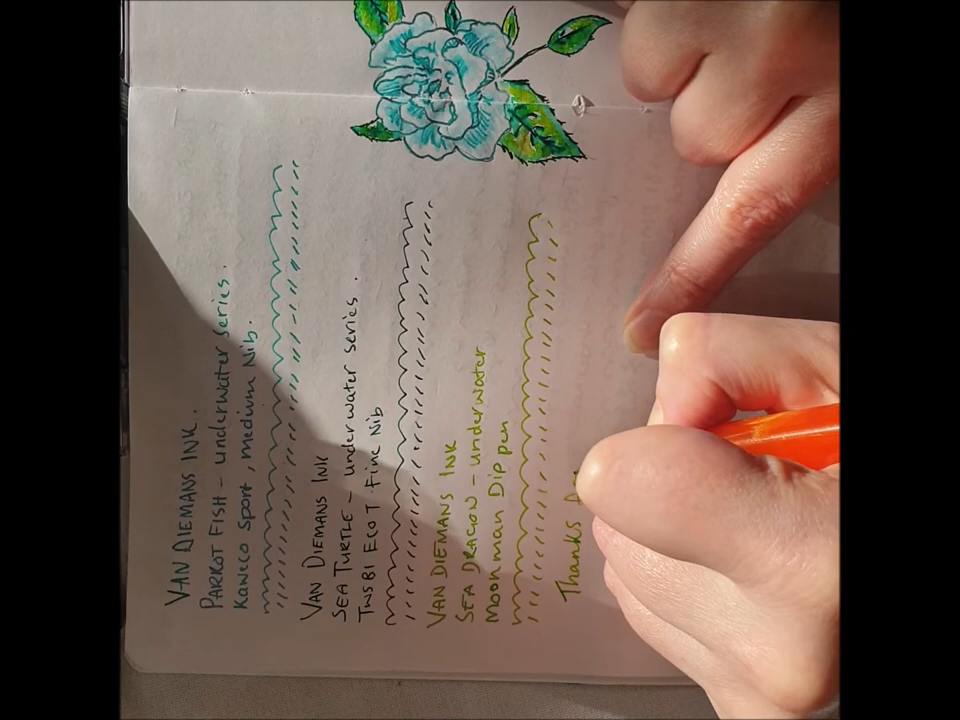 VAN DIEMANS INK.
PARROT FISH - underwater series.
Kaweco Sport, medium Nib.
VAN DIEMANS INK
SEA TURTLE - underwater series.
TWSBI ECOT Fine Nib
VAN DIEMANS INK
SEA DRAGON - underwater
Moonman Dip pen
Thanks